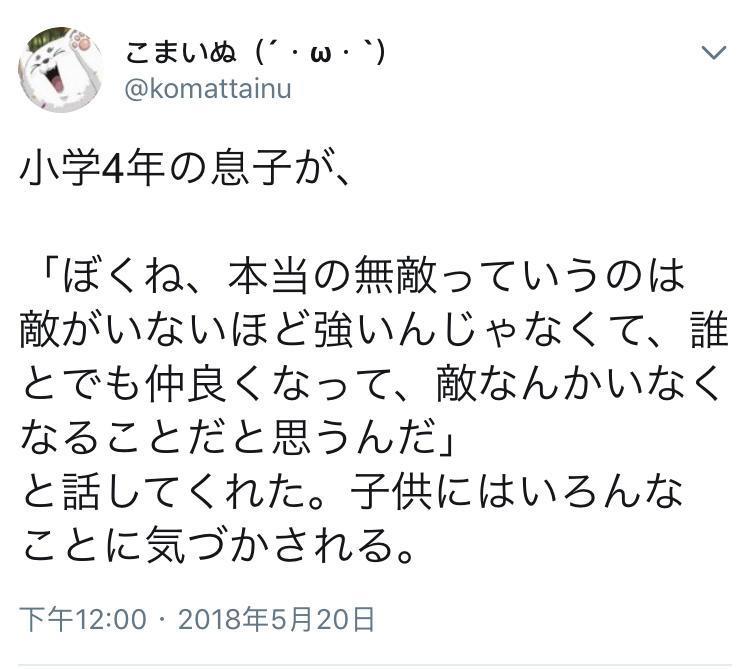 こまいぬ（´・ω・`）
@komattainu
小学4年の息子が、
「ぼくね、本当の無敵っていうのは
敵がいないほど強いんじゃなくて、誰
とでも仲良くなって、敵なんかいなく
なることだと思うんだ」
と話してくれた。子供にはいろんな
ことに気づかされる。
下午12:00 · 2018年5月20日